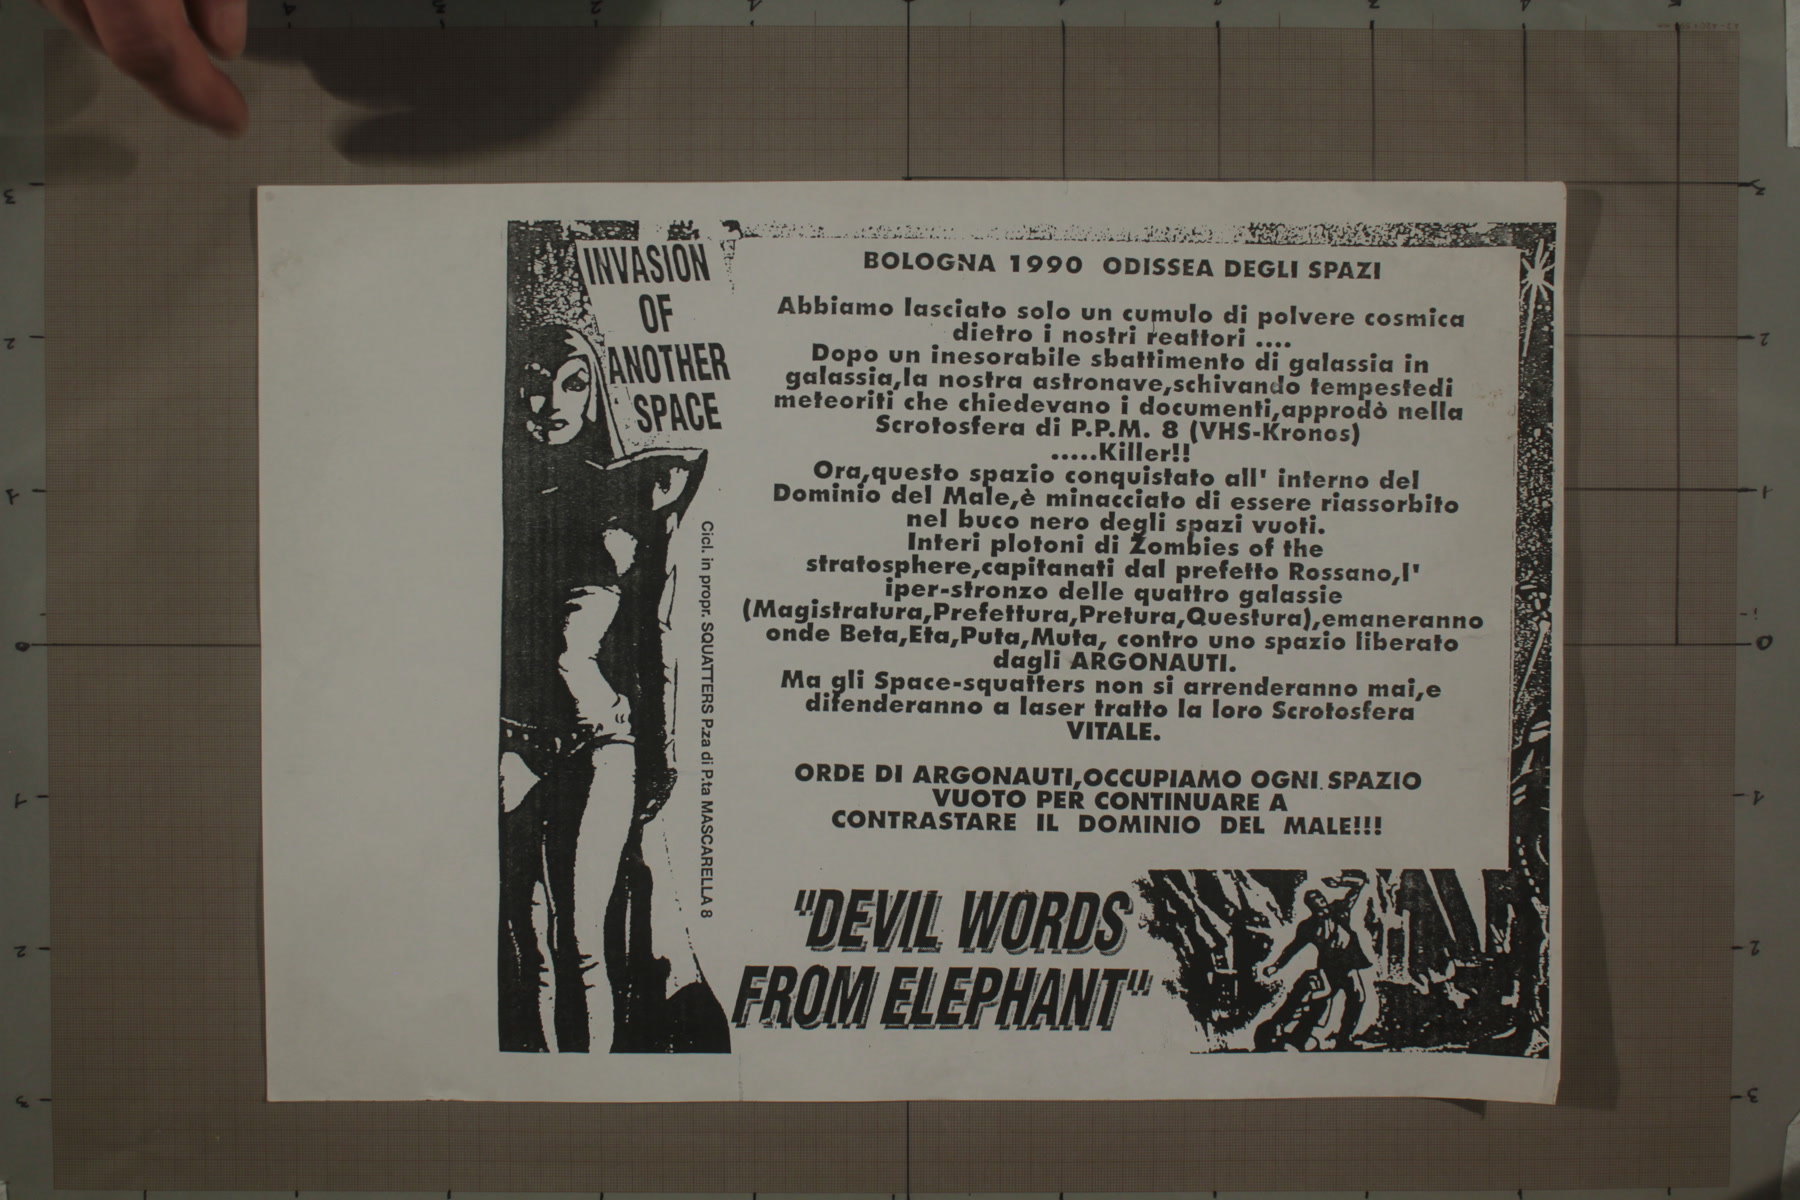 INVASION
OF
ANOTHER
SPACE
BOLOGNA 1990 ODISSEA DEGLI SPAZI
Abbiamo lasciato solo un cumulo di polvere cosmica
dietro i nostri reattori ....
Dopo un inesorabile sbattimento di galassia in
galassia,la nostra astronave,schivando tempestedi
meteoriti che chiedevano i documenti,approdò nella
Scrotosfera di P.P.M. 8 (VHS-Kronos)
.....Killer!!
Ora,questo spazio conquistato all' interno del
Dominio del Male,è minacciato di essere riassorbito
nel buco nero degli spazi vuoti.
Interi plotoni di Zombies of the
stratosphere,capitanati dal prefetto Rossano,l'
iper-stronzo delle quattro galassie
(Magistratura,Prefettura,Pretura,Questura),emaneranno
onde Beta,Eta,Puta,Muta, contro uno spazio liberato
dagli ARGONAUTI.
Ma gli Space-squatters non si arrenderanno mai,e
difenderanno a laser tratto la loro Scrotosfera
VITALE.
ORDE DI ARGONAUTI,OCCUPIAMO OGNI SPAZIO
VUOTO PER CONTINUARE A
CONTRASTARE IL DOMINIO DEL MALE!!!
"DEVIL WORDS
FROM ELEPHANT"
Cicl. in propr. SQUATTERS P.za di P.ta MASCARELLA 8